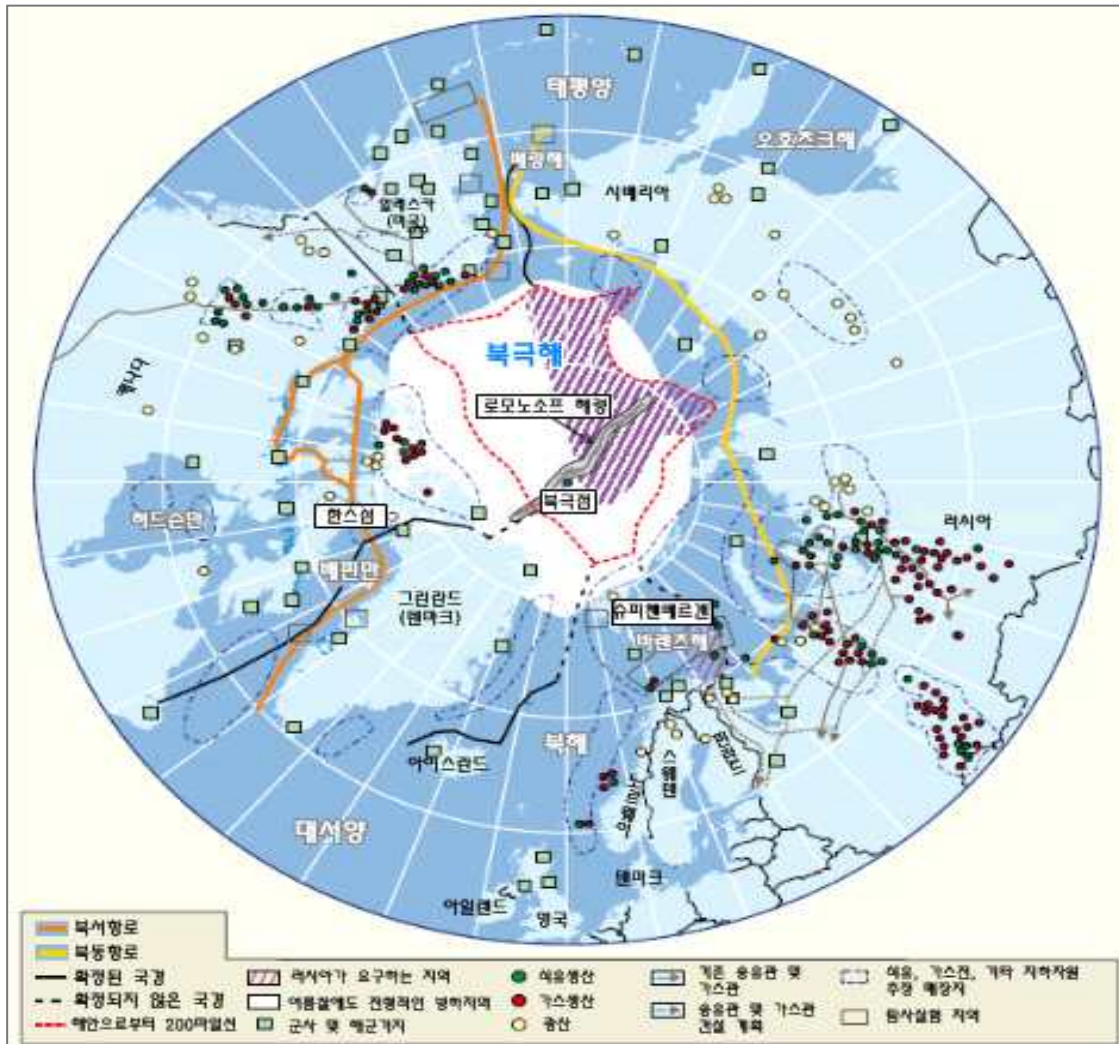 태평양
오호츠크해
베링해
시베리아
알래스카
(미국)
북극해
캐나다
로모노소프 해령
북극점
한스섬
러시아
허드슨만
배핀만
그린란드
(덴마크)
슈피첸베르겐
바렌츠해
북해
아이스란드
스웨덴
노르웨이
대서양
덴마크
아일랜드
영국
북서항로
북동항로
확정된 국경
확정되지 않은 국경
해안으로부터 200마일선
러시아가 요구하는 지역
여름철에도 전형적인 빙하지역
군사 및 해군기지
석유생산
가스생산
광산
기존 송유관 및
가스관
송유관 및 가스관
건설 계획
석유, 가스전, 기타 지하자원
추정 매장지
탐사실험 지역